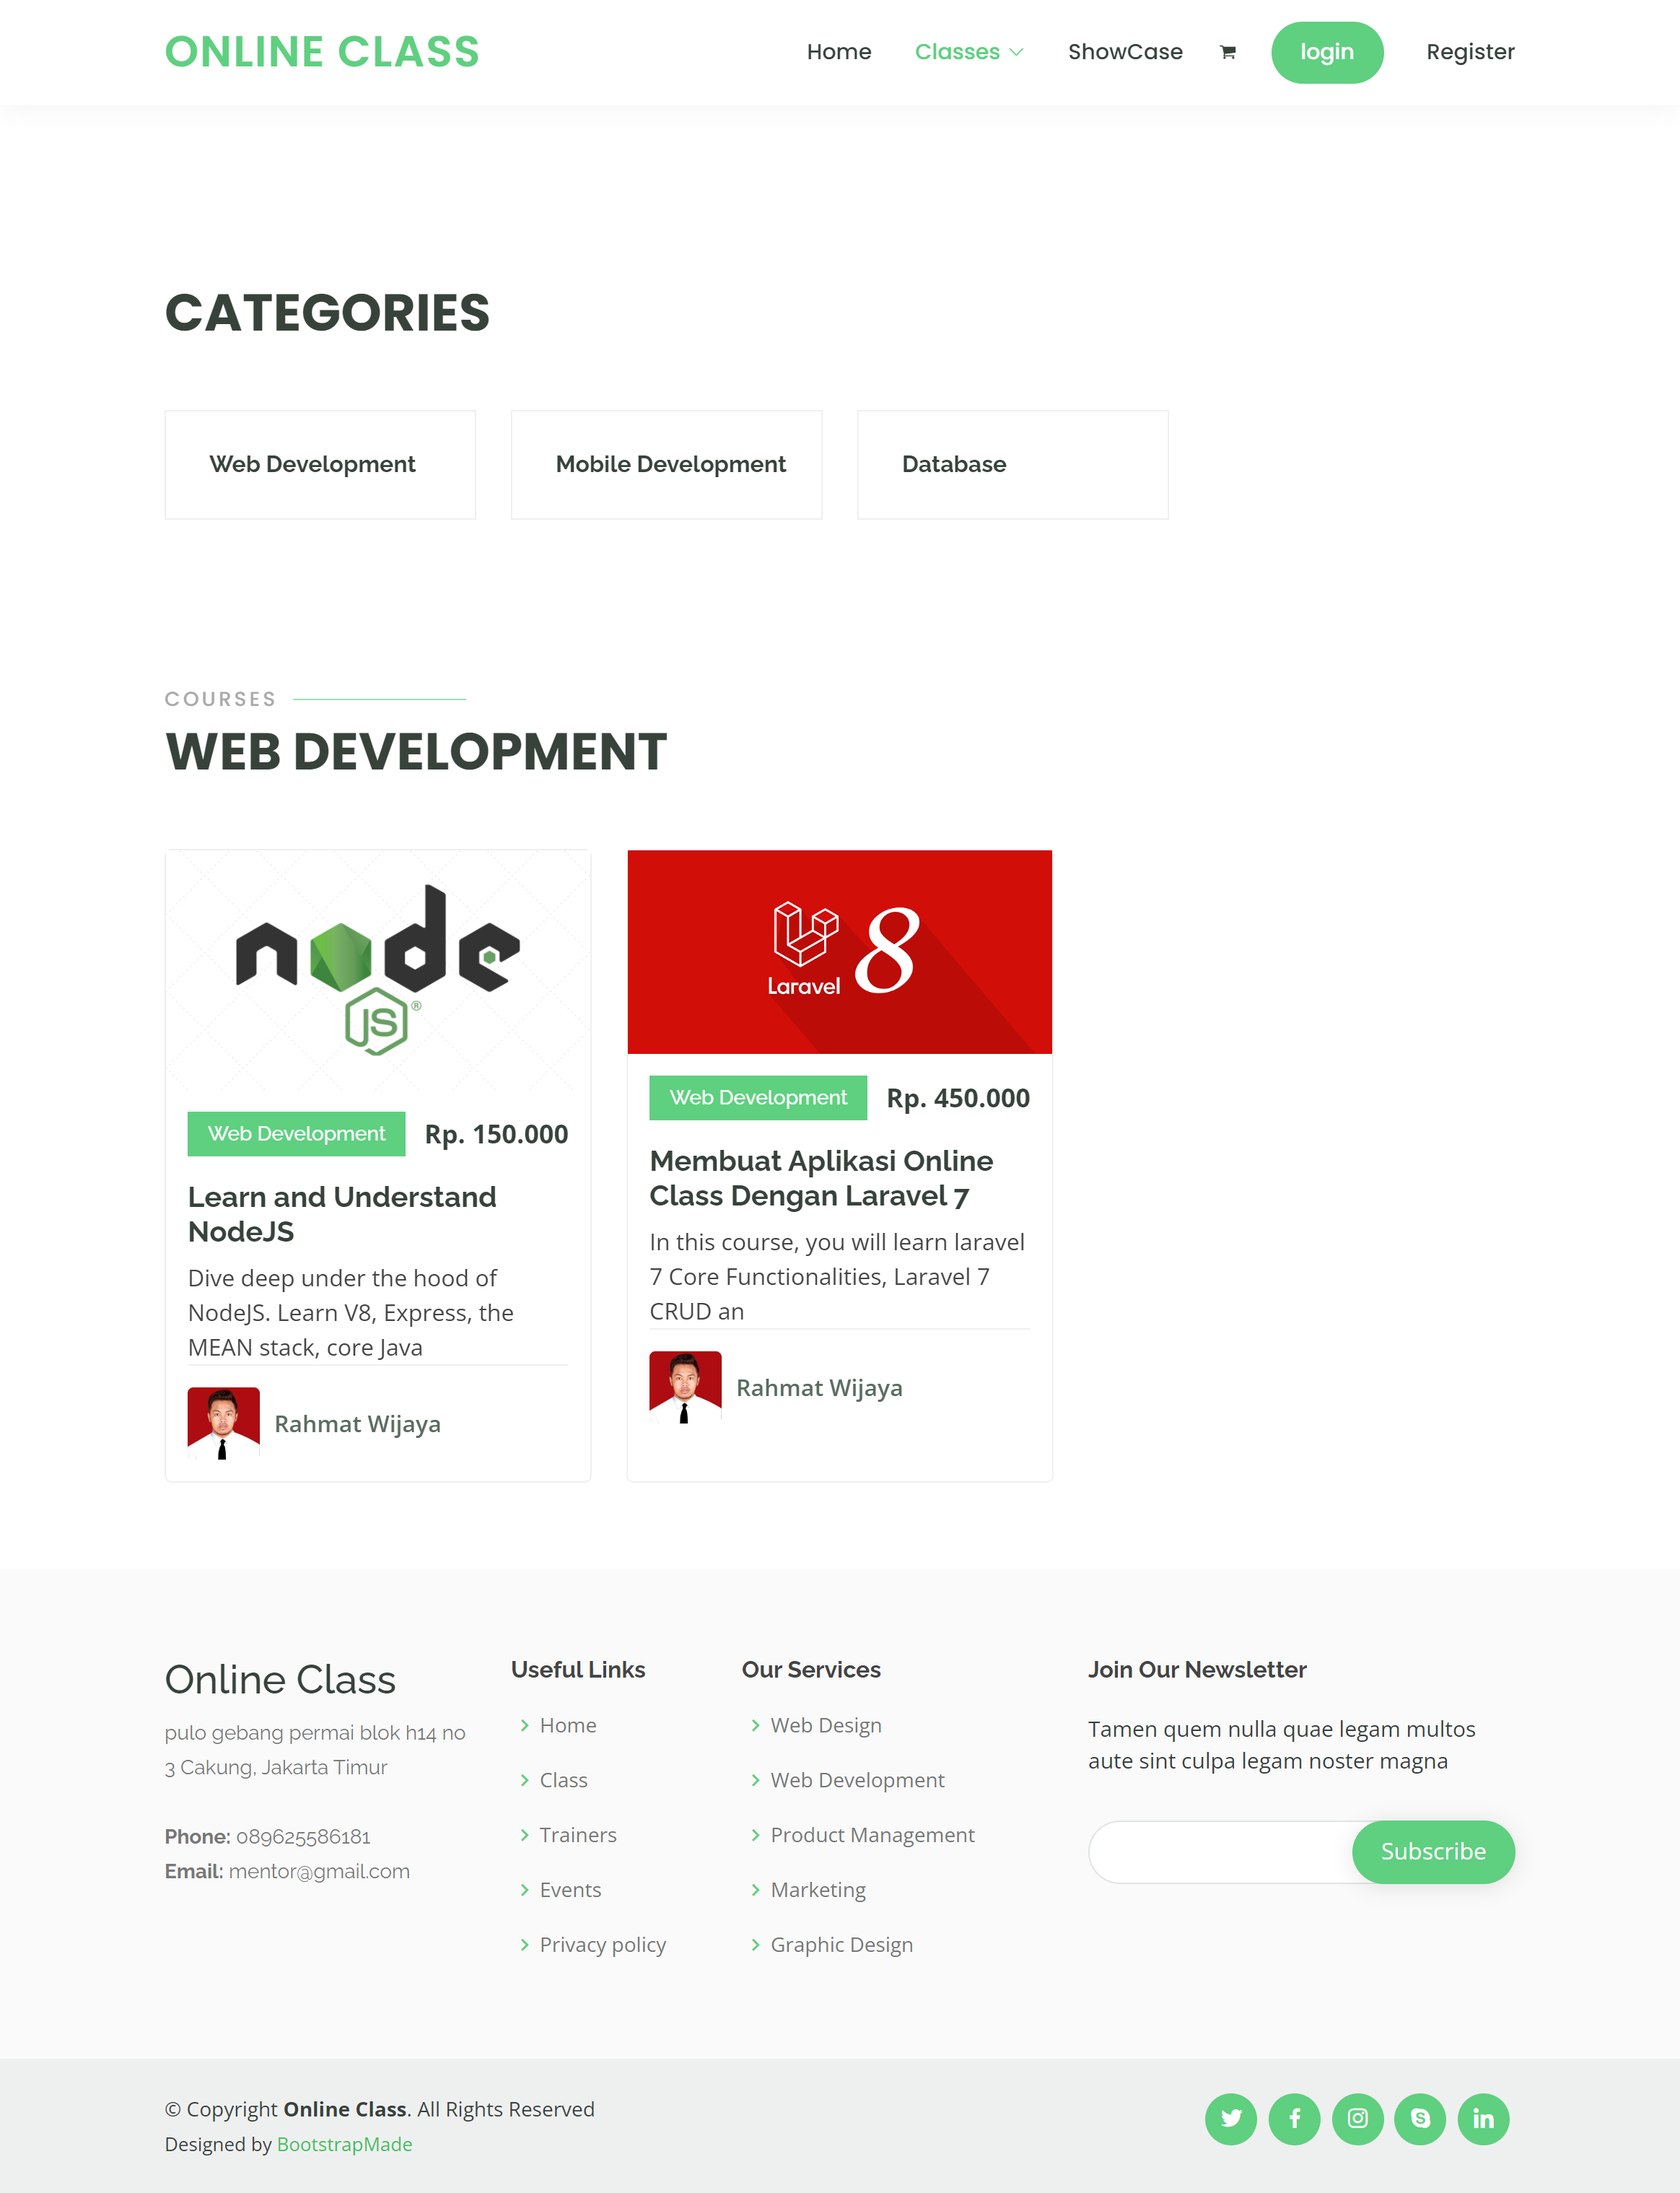 ONLINE CLASS
Home
Classes
ShowCase
login
Register
CATEGORIES
Web Development
Mobile Development
Database
COURSES
WEB DEVELOPMENT
node
JS®
Web Development
Rp. 150.000
Learn and Understand
NodeJS
Dive deep under the hood of
NodeJS. Learn V8, Express, the
MEAN stack, core Java
Rahmat Wijaya
Laravel 8
Web Development
Rp. 450.000
Membuat Aplikasi Online
Class Dengan Laravel 7
In this course, you will learn laravel
7 Core Functionalities, Laravel 7
CRUD an
Rahmat Wijaya
Online Class
pulo gebang permai blok h14 no
3 Cakung, Jakarta Timur
Phone: 089625586181
Email: mentor@gmail.com
Useful Links
Home
Class
Trainers
Events
Privacy policy
Our Services
Web Design
Web Development
Product Management
Marketing
Graphic Design
Join Our Newsletter
Tamen quem nulla quae legam multos
aute sint culpa legam noster magna
Subscribe
© Copyright Online Class. All Rights Reserved
Designed by BootstrapMade